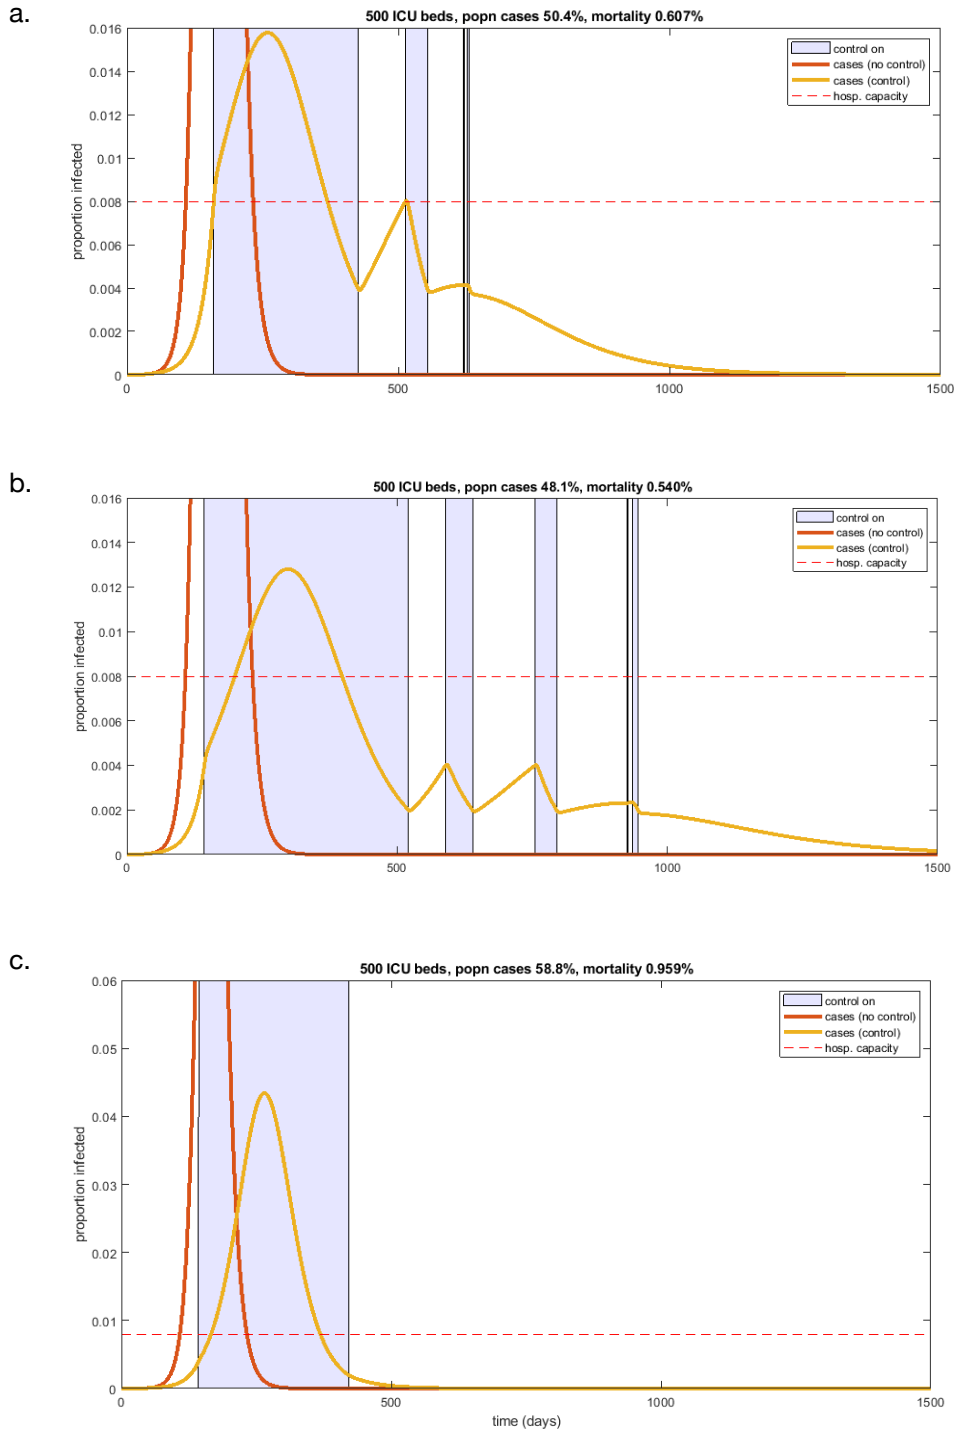 a.
500 ICU beds, popn cases 50.4%, mortality 0.607%
control on
cases (no control)
cases (control)
hosp. capacity
proportion infected
0.016
0.014
0.012
0.01
0.008
0.006
0.004
0.002
0
0
500
1000
1500
b.
500 ICU beds, popn cases 48.1%, mortality 0.540%
control on
cases (no control)
cases (control)
hosp. capacity
proportion infected
0.016
0.014
0.012
0.01
0.008
0.006
0.004
0.002
0
0
500
1000
1500
c.
500 ICU beds, popn cases 58.8%, mortality 0.959%
control on
cases (no control)
cases (control)
hosp. capacity
proportion infected
0.06
0.05
0.04
0.03
0.02
0.01
0
0
500
1000
1500
time (days)